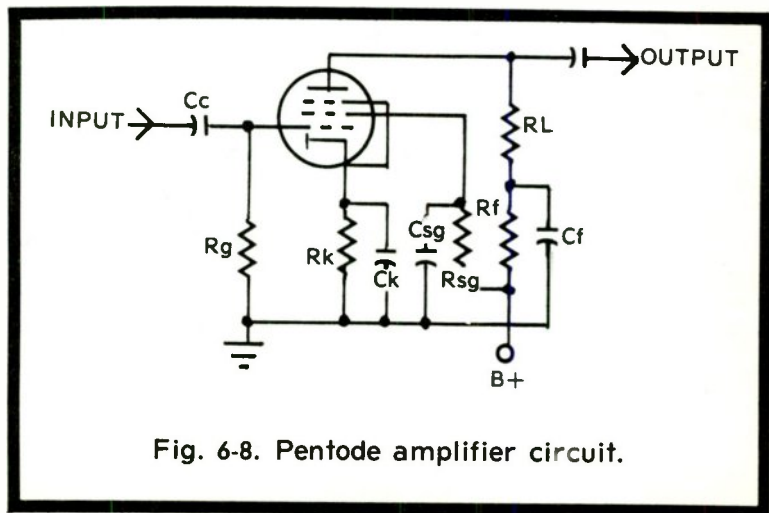 OUTPUT
Cc
INPUT
RL
Rf
Rg
Rk
Csg
Cf
Ck
Rsg
B+
Fig. 6-8. Pentode amplifier circuit.